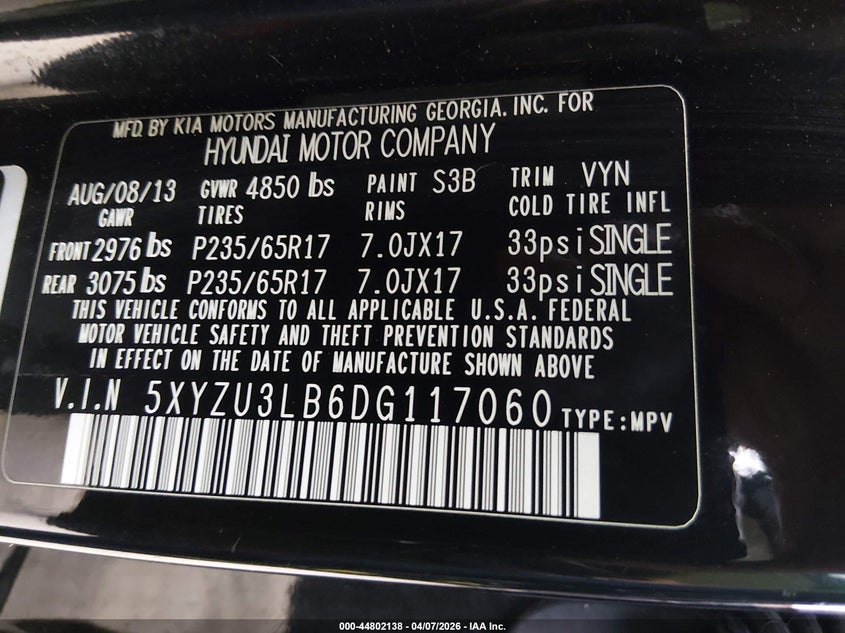 MFD. BY KIA MOTORS MANUFACTURING GEORGIA. INC. FOR
HYUNDAI MOTOR COMPANY
AUG/08/13 GVWR 4850 lbs PAINT S3B TRIM VYN
GAWR TIRES RIMS COLD TIRE INFL
FRONT 2976 lbs P235/65R17 7.0JX17 33psi SINGLE
REAR 3075 lbs P235/65R17 7.0JX17 33psi SINGLE
THIS VEHICLE CONFORMS TO ALL APPLICABLE U.S.A. FEDERAL
MOTOR VEHICLE SAFETY AND THEFT PREVENTION STANDARDS
IN EFFECT ON THE DATE OF MANUFACTURE SHOWN ABOVE
V.I.N 5XYZU3LB6DG117060 TYPE:MPV
000-44802138 - 04/07/2026 - IAA Inc.